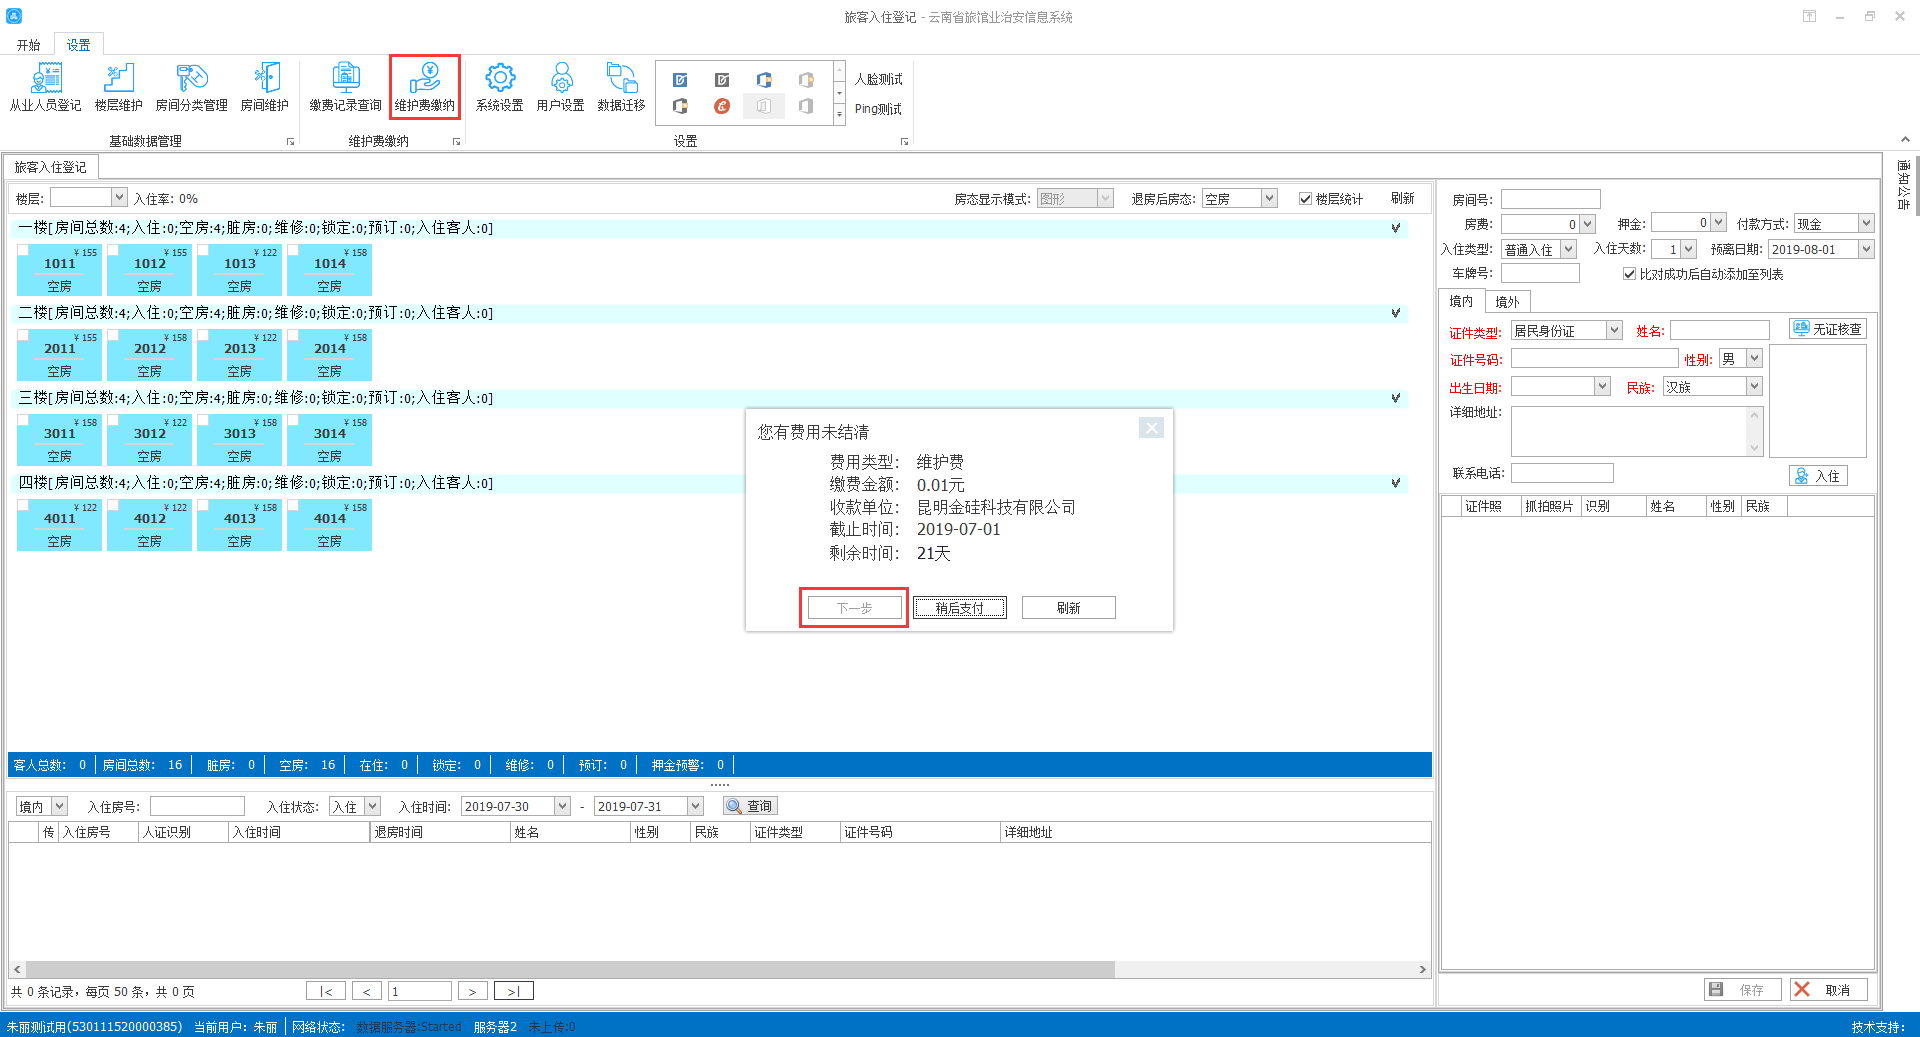 旅客入住登记 - 云南省旅馆业治安信息系统
开始 设置
从业人员登记 楼层维护 房间分类管理 房间维护 缴费记录查询 维护费缴纳 系统设置 用户设置 数据迁移 人脸测试
Ping测试
基础数据管理 维护费缴纳 设置
通知公告
旅客入住登记
楼层: 入住率: 0% 房态显示模式: 图形 退房后房态: 空房 楼层统计 刷新
一楼[房间总数:4;入住:0;空房:4;脏房:0;维修:0;锁定:0;预订:0;入住客人:0]
¥ 155 ¥ 155 ¥ 122 ¥ 158
1011 1012 1013 1014
空房 空房 空房 空房
二楼[房间总数:4;入住:0;空房:4;脏房:0;维修:0;锁定:0;预订:0;入住客人:0]
¥ 155 ¥ 158 ¥ 122 ¥ 158
2011 2012 2013 2014
空房 空房 空房 空房
三楼[房间总数:4;入住:0;空房:4;脏房:0;维修:0;锁定:0;预订:0;入住客人:0]
¥ 158 ¥ 122 ¥ 158 ¥ 158
3011 3012 3013 3014
空房 空房 空房 空房
四楼[房间总数:4;入住:0;空房:4;脏房:0;维修:0;锁定:0;预订:0;入住客人:0]
¥ 122 ¥ 122 ¥ 158 ¥ 158
4011 4012 4013 4014
空房 空房 空房 空房
您有费用未结清
费用类型: 维护费
缴费金额: 0.01元
收款单位: 昆明金硅科技有限公司
截止时间: 2019-07-01
剩余时间: 21天
下一步 稍后支付 刷新
客人总数: 0 房间总数: 16 脏房: 0 空房: 16 在住: 0 锁定: 0 维修: 0 预订: 0 押金预警: 0
境内 入住房号: 入住状态: 入住 入住时间: 2019-07-30 - 2019-07-31 查询
传 入住房号 人证识别 入住时间 退房时间 姓名 性别 民族 证件类型 证件号码 详细地址
共 0 条记录，每页 50 条，共 0 页 |< < 1 > >|
房间号:
房费: 0 押金: 0 付款方式: 现金
入住类型: 普通入住 入住天数: 1 预离日期: 2019-08-01
车牌号: 比对成功后自动添加至列表
境内 境外
证件类型: 居民身份证 姓名: 无证核查
证件号码: 性别: 男
出生日期: 民族: 汉族
详细地址:
联系电话: 入住
证件照 抓拍照片 识别 姓名 性别 民族
保存 取消
朱丽测试用(530111520000385) 当前用户: 朱丽 网络状态: 数据服务器:Started 服务器2 未上传:0 技术支持: